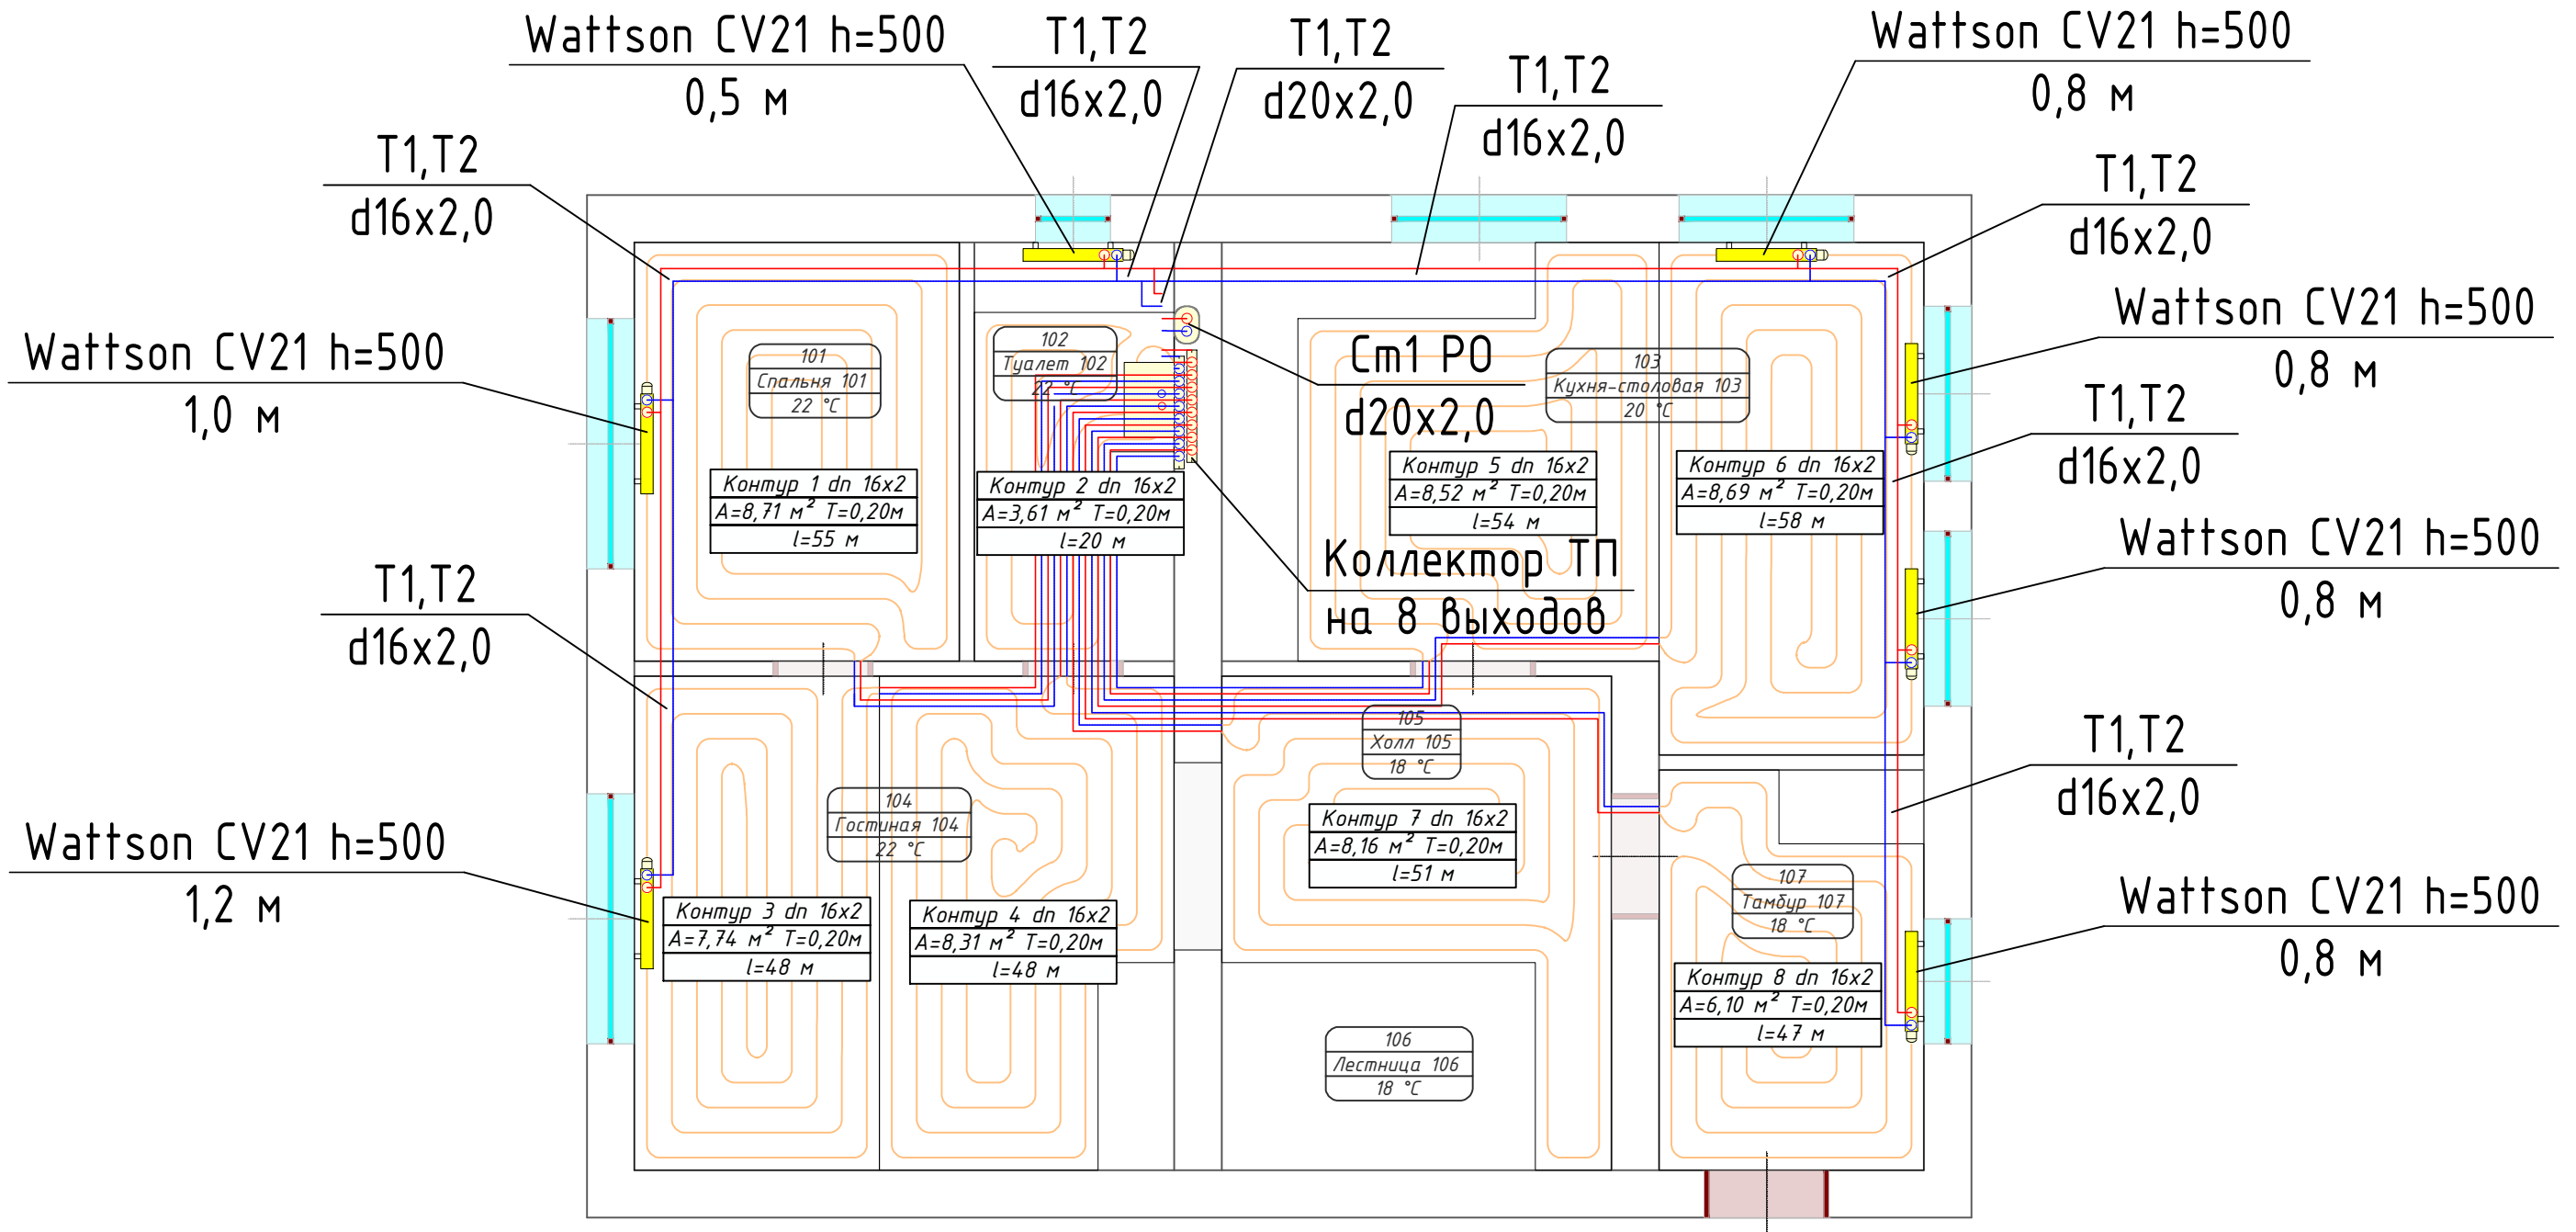 Wattson CV21 h=500
0,5 м
T1,T2
d16x2,0
T1,T2
d20x2,0
T1,T2
d16x2,0
Wattson CV21 h=500
0,8 м
T1,T2
d16x2,0
T1,T2
d16x2,0
Wattson CV21 h=500
1,0 м
Wattson CV21 h=500
0,8 м
101
Спальня 101
22 °C
102
Туалет 102
22 °C
Ст1 РО
d20x2,0
103
Кухня-столовая 103
20 °C
T1,T2
d16x2,0
Контур 1 dn 16x2
A=8,71 м² T=0,20м
l=55 м
Контур 2 dn 16x2
A=3,61 м² T=0,20м
l=20 м
Контур 5 dn 16x2
A=8,52 м² T=0,20м
l=54 м
Контур 6 dn 16x2
A=8,69 м² T=0,20м
l=58 м
Коллектор ТП
на 8 выходов
Wattson CV21 h=500
0,8 м
T1,T2
d16x2,0
105
Холл 105
18 °C
T1,T2
d16x2,0
104
Гостиная 104
22 °C
Wattson CV21 h=500
1,2 м
Контур 7 dn 16x2
A=8,16 м² T=0,20м
l=51 м
107
Тамбур 107
18 °C
Wattson CV21 h=500
0,8 м
Контур 3 dn 16x2
A=7,74 м² T=0,20м
l=48 м
Контур 4 dn 16x2
A=8,31 м² T=0,20м
l=48 м
Контур 8 dn 16x2
A=6,10 м² T=0,20м
l=47 м
106
Лестница 106
18 °C